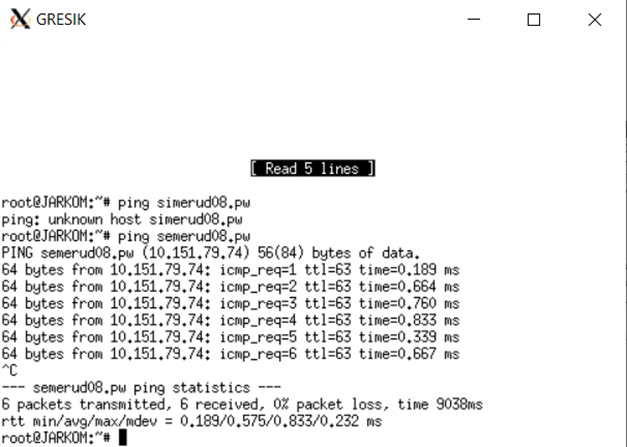 GRESIK
[ Read 5 lines ]
root@JARKOM:~# ping simerud08.pw
ping: unknown host simerud08.pw
root@JARKOM:~# ping semerud08.pw
PING semerud08.pw (10.151.79.74) 56(84) bytes of data.
64 bytes from 10.151.79.74: icmp_req=1 ttl=63 time=0.189 ms
64 bytes from 10.151.79.74: icmp_req=2 ttl=63 time=0.664 ms
64 bytes from 10.151.79.74: icmp_req=3 ttl=63 time=0.760 ms
64 bytes from 10.151.79.74: icmp_req=4 ttl=63 time=0.833 ms
64 bytes from 10.151.79.74: icmp_req=5 ttl=63 time=0.339 ms
64 bytes from 10.151.79.74: icmp_req=6 ttl=63 time=0.667 ms
^C
--- semerud08.pw ping statistics ---
6 packets transmitted, 6 received, 0% packet loss, time 9038ms
rtt min/avg/max/mdev = 0.189/0.575/0.833/0.232 ms
root@JARKOM:~#